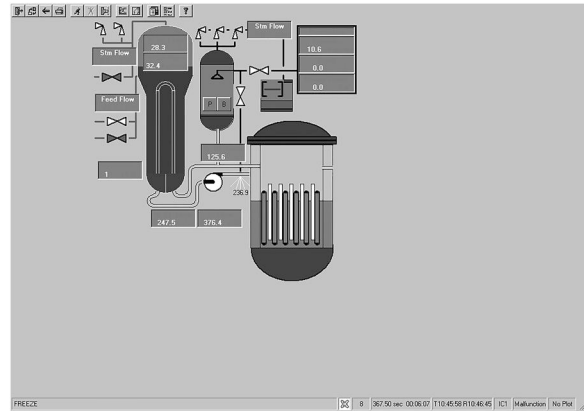 ?
Stm Flow
Stm Flow
28.3
32.4
10.6
0.0
0.0
Feed Flow
P
125.6
1
236.9
247.5
376.4
FREEZE
8
367.50 sec 00:06:07
T10:45:58 R10:46:45
IC1
Malfunction
No Plot